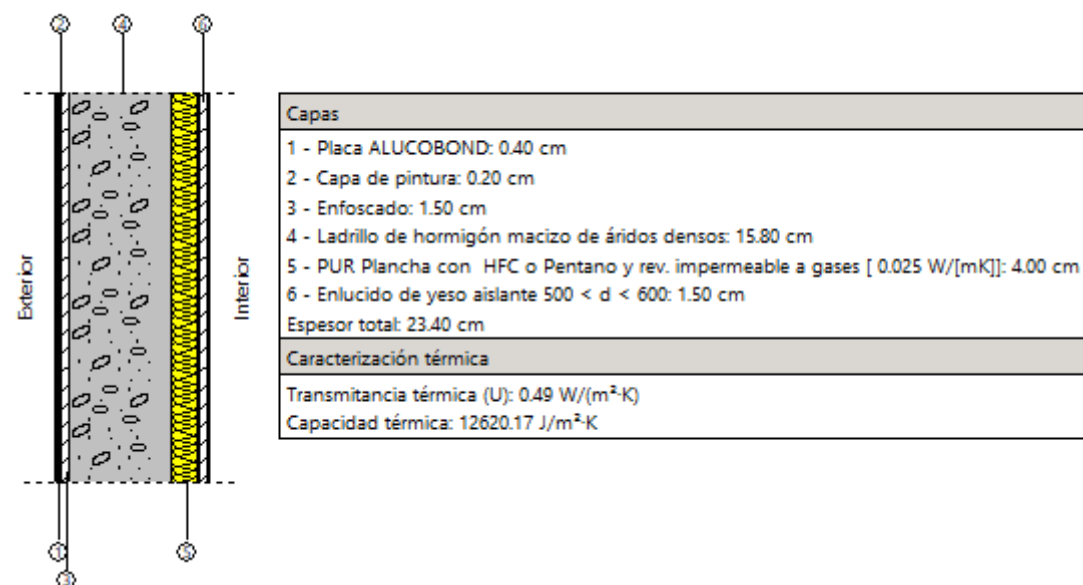 2
4
6
Exterior
Interior
1
3
5
Capas
1 - Placa ALUCOBOND: 0.40 cm
2 - Capa de pintura: 0.20 cm
3 - Enfoscado: 1.50 cm
4 - Ladrillo de hormigón macizo de áridos densos: 15.80 cm
5 - PUR Plancha con HFC o Pentano y rev. impermeable a gases [ 0.025 W/[mK]]: 4.00 cm
6 - Enlucido de yeso aislante 500 < d < 600: 1.50 cm
Espesor total: 23.40 cm
Caracterización térmica
Transmitancia térmica (U): 0.49 W/(m²·K)
Capacidad térmica: 12620.17 J/m²·K